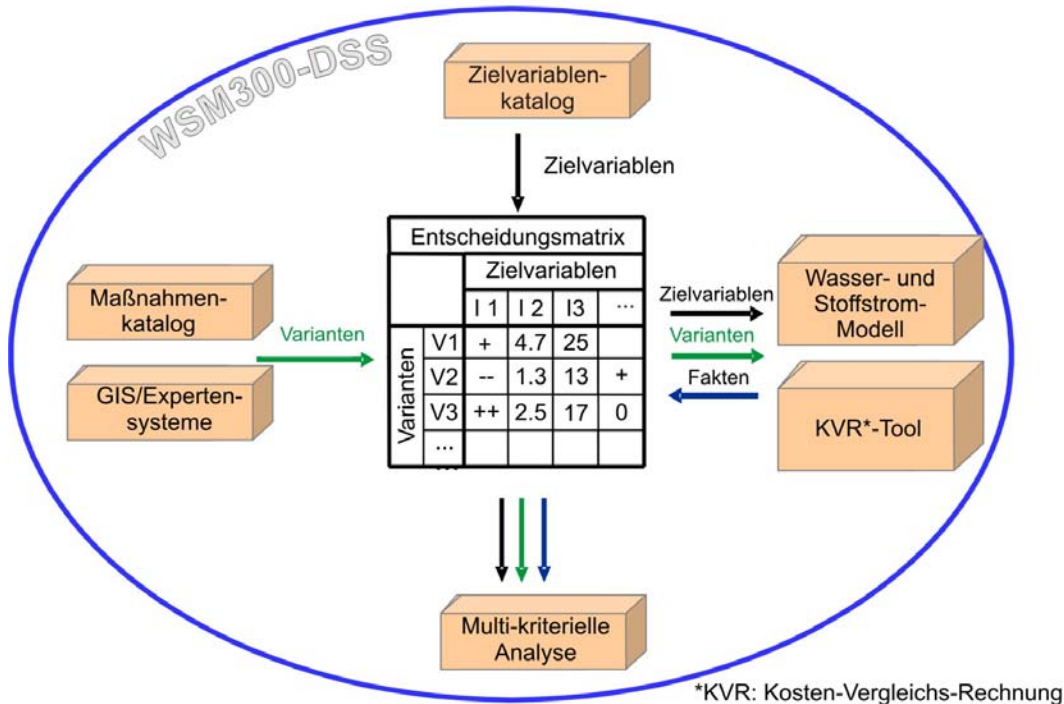 WSM300-DSS
Zielvariablen-
katalog
Zielvariablen
Entscheidungsmatrix
Zielvariablen
I 1 I 2 I3 ...
Varianten
V1 + 4.7 25
V2 -- 1.3 13 +
V3 ++ 2.5 17 0
...
...
Maßnahmen-
katalog
Varianten
GIS/Experten-
systeme
Zielvariablen
Varianten
Fakten
Wasser- und
Stoffstrom-
Modell
KVR*-Tool
Multi-kriterielle
Analyse
*KVR: Kosten-Vergleichs-Rechnung